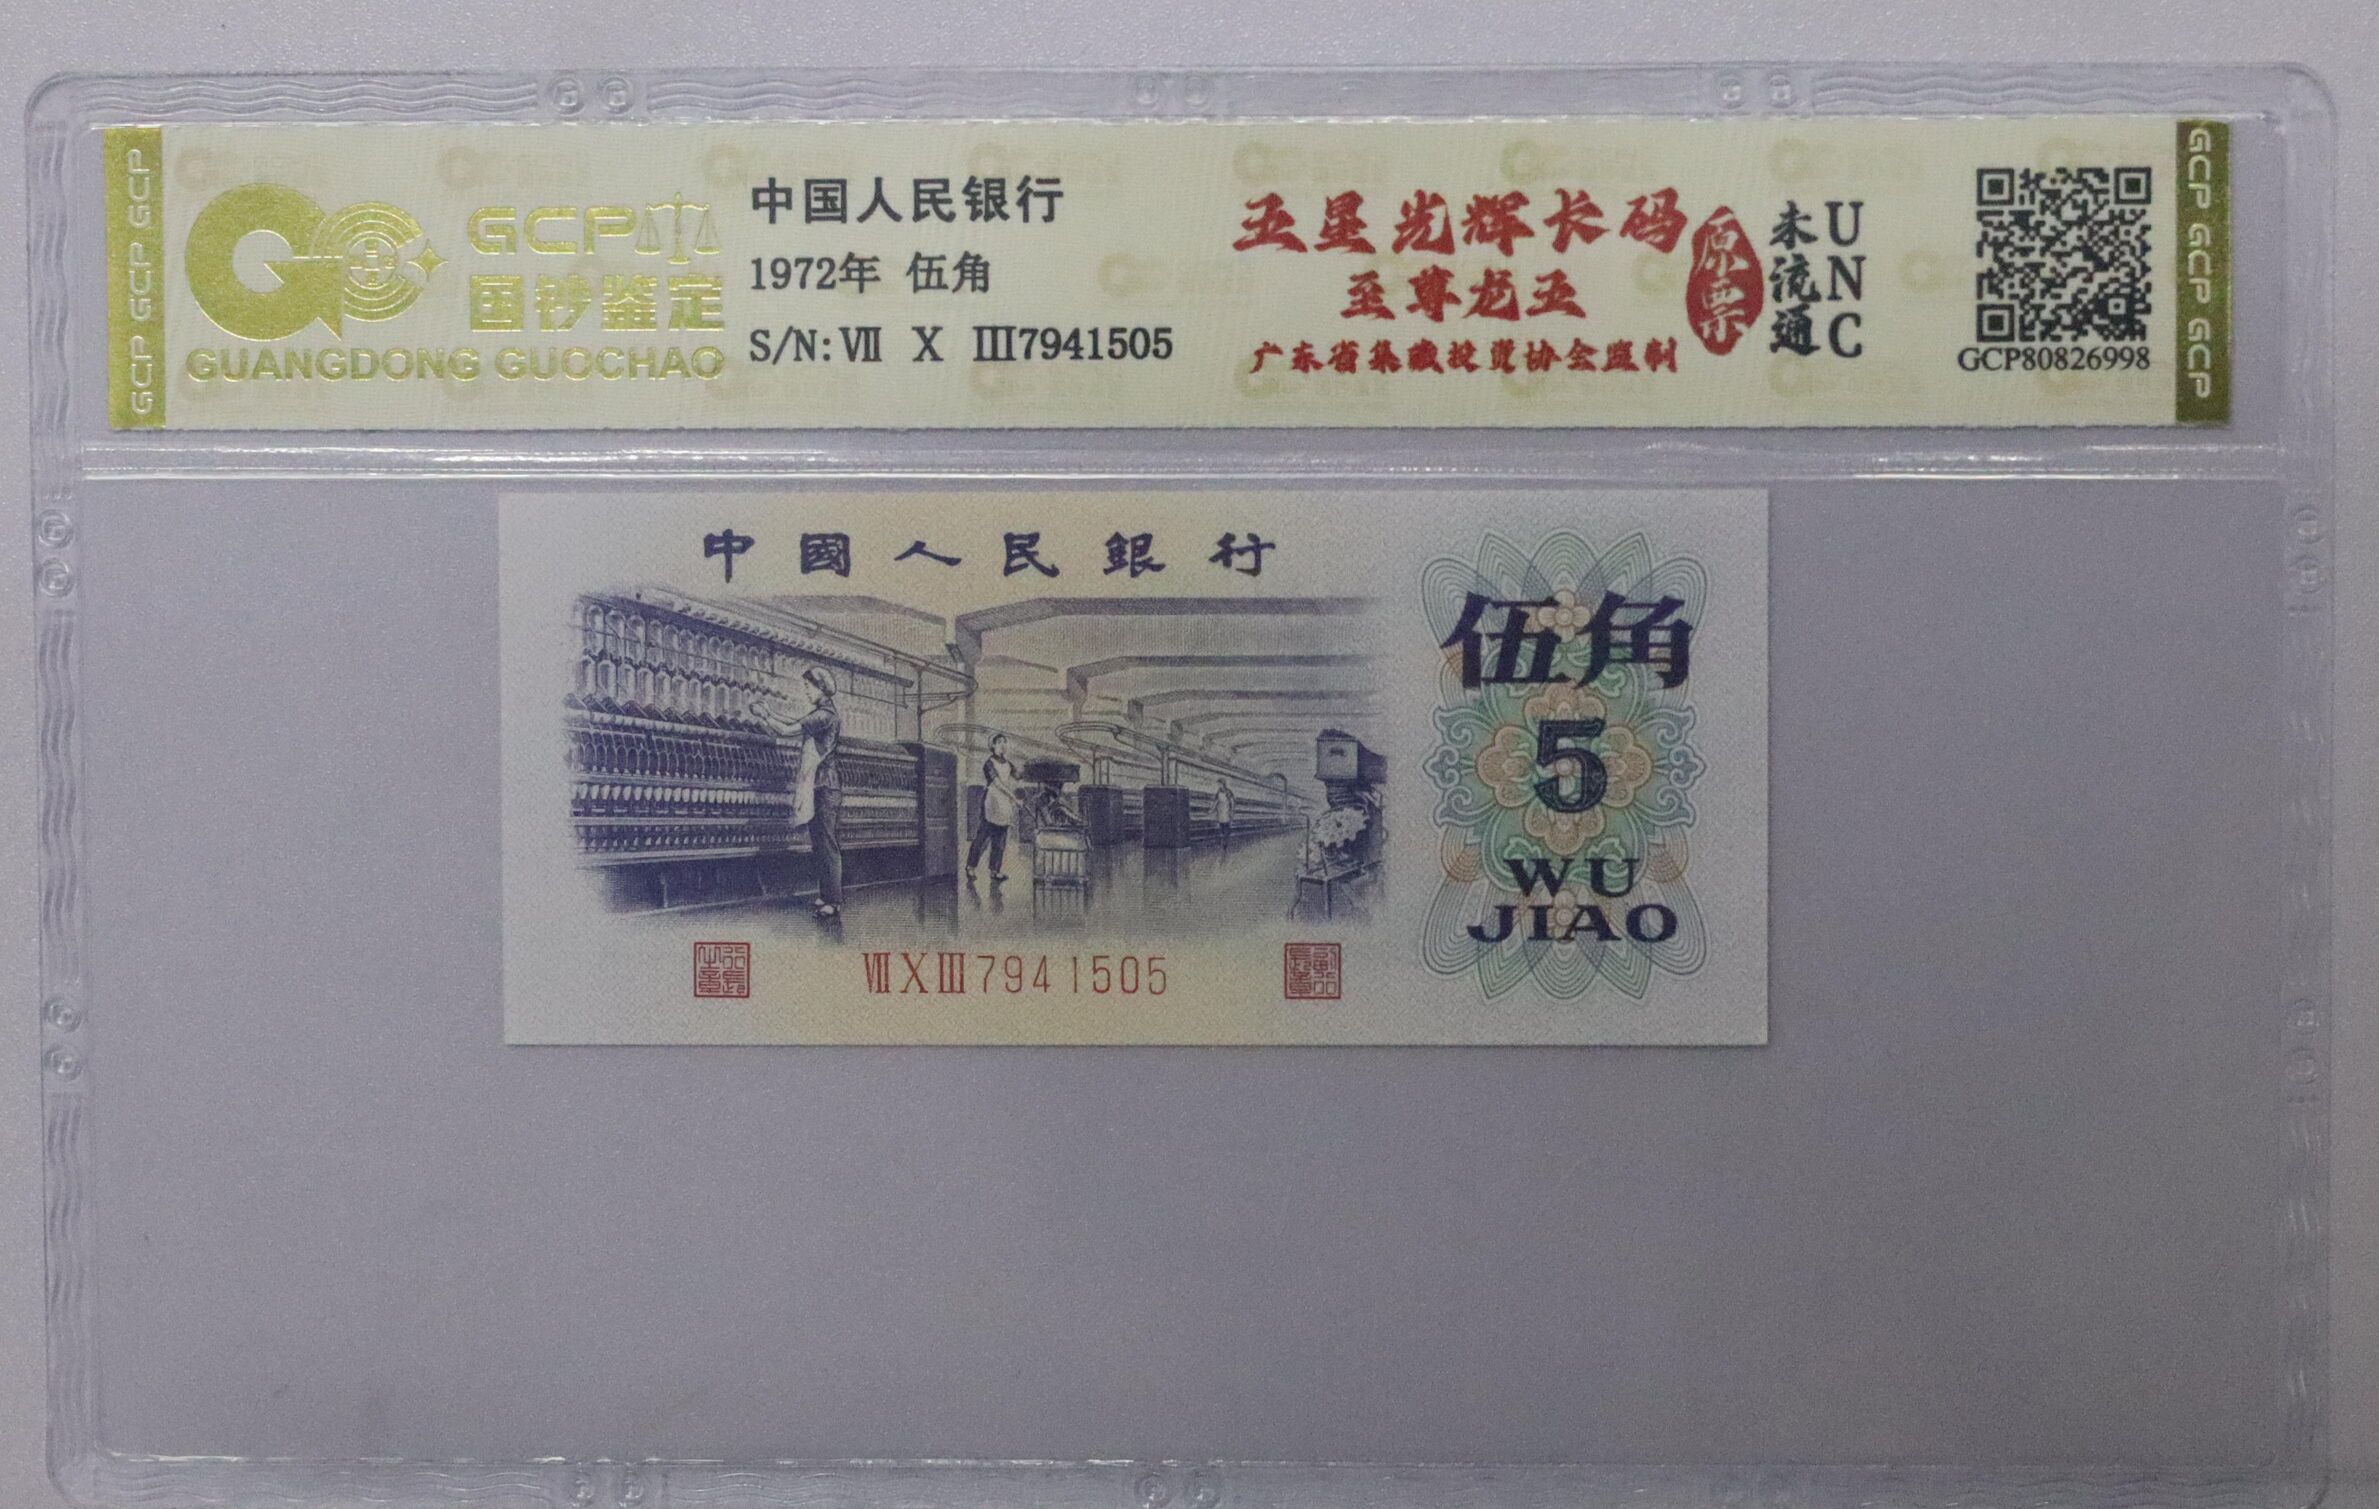 GCP GCP GCP
GCP
国钞鉴定
GUANGDONG GUOCHAO
中国人民银行
1972年 伍角
S/N: Ⅶ Ⅹ Ⅲ7941505
五星光辉长码
至尊龙王
广东省集藏投资协会监制
原票
未流通
UNC
GCP80826998
GCP GCP GCP
中國人民銀行
伍角
5
WU
JIAO
ⅦⅩⅢ7941505